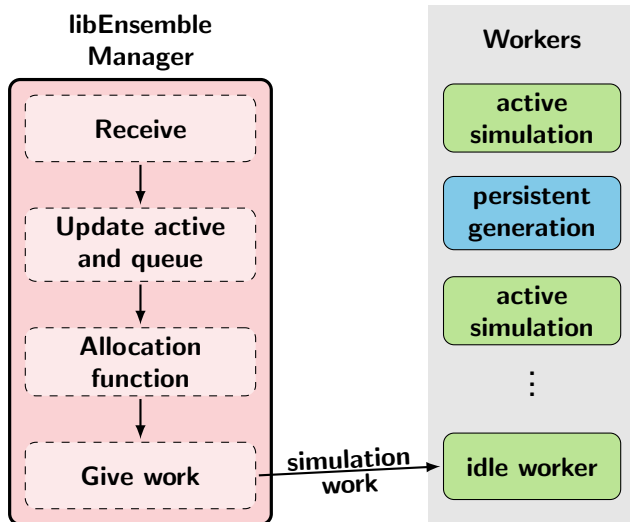 libEnsemble
Manager
Receive
Update active
and queue
Allocation
function
Give work
simulation
work
Workers
active
simulation
persistent
generation
active
simulation
⋮
idle worker